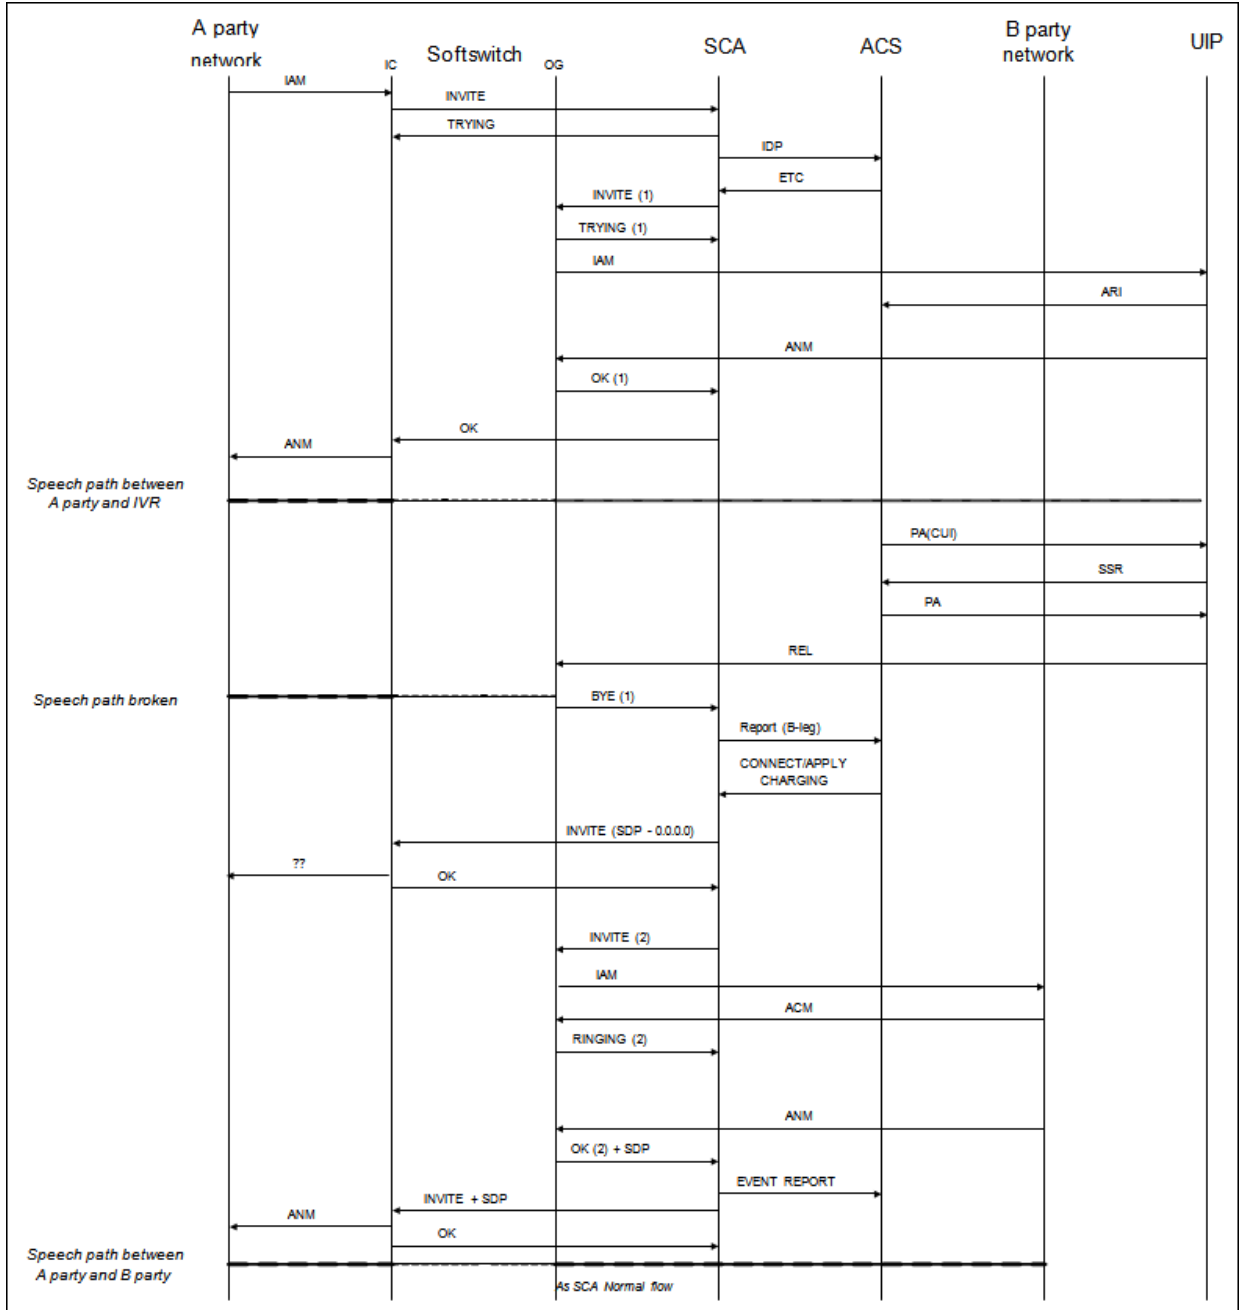 A party
network
IC
Softswitch
OG
SCA
ACS
B party
network
UIP
IAM
INVITE
TRYING
IDP
ETC
INVITE (1)
TRYING (1)
IAM
ARI
ANM
OK (1)
OK
ANM
Speech path between
A party and IVR
PA(CUI)
SSR
PA
REL
Speech path broken
BYE (1)
Report (B-leg)
CONNECT/APPLY
CHARGING
INVITE (SDP - 0.0.0.0)
??
OK
INVITE (2)
IAM
ACM
RINGING (2)
ANM
OK (2) + SDP
EVENT REPORT
INVITE + SDP
ANM
OK
Speech path between
A party and B party
As SCA Normal flow